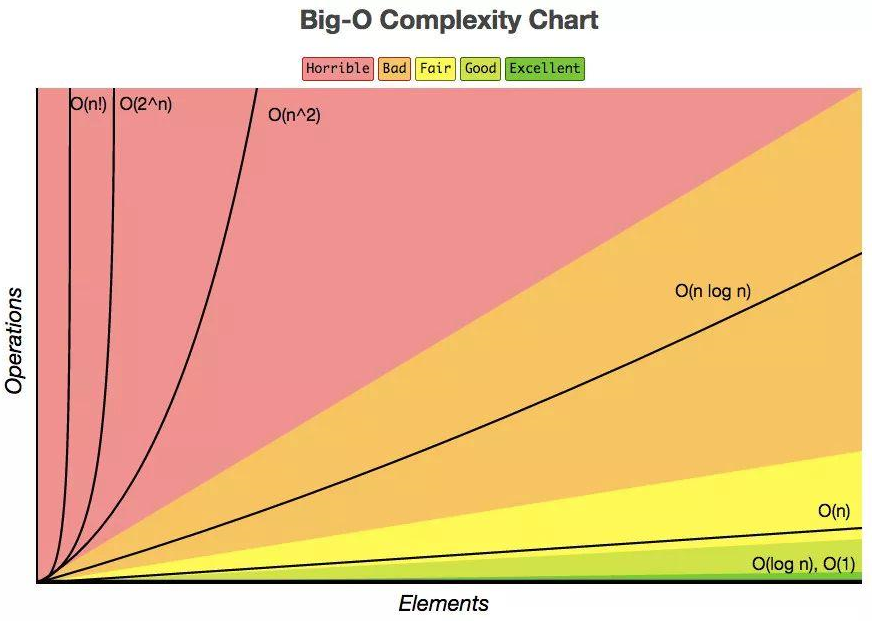 Big-O Complexity Chart
Horrible Bad Fair Good Excellent
O(n!) O(2^n)
O(n^2)
O(n log n)
O(n)
O(log n), O(1)
Operations
Elements